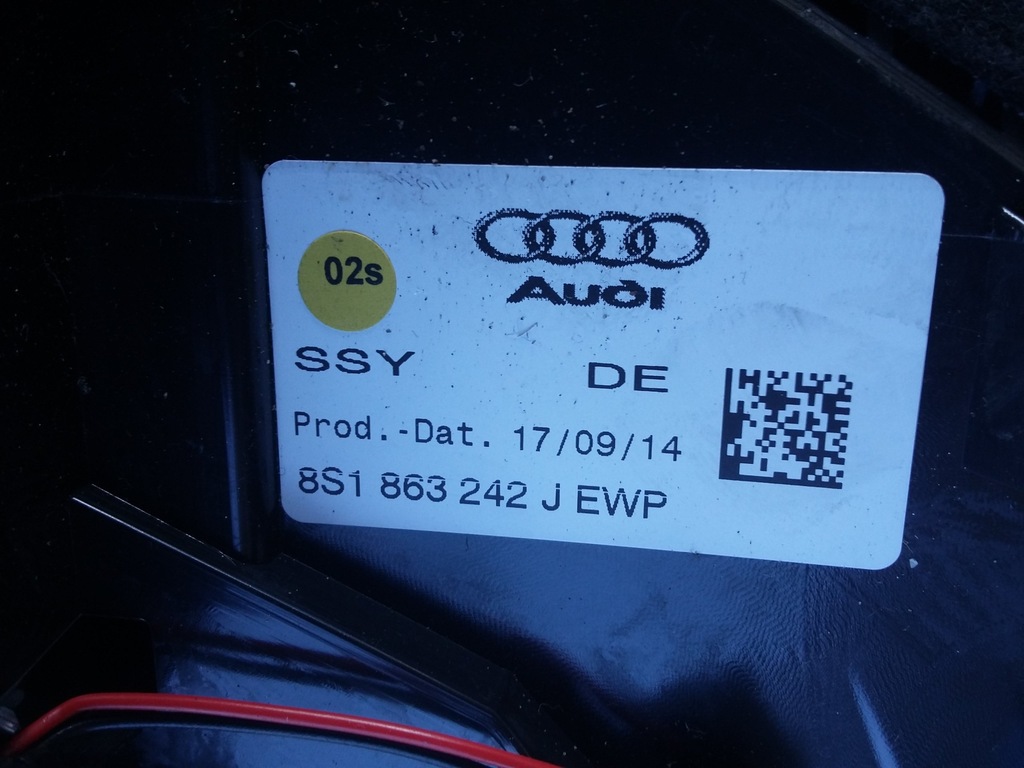 02s
Audi
SSY DE
Prod.-Dat. 17/09/14
8S1 863 242 J EWP